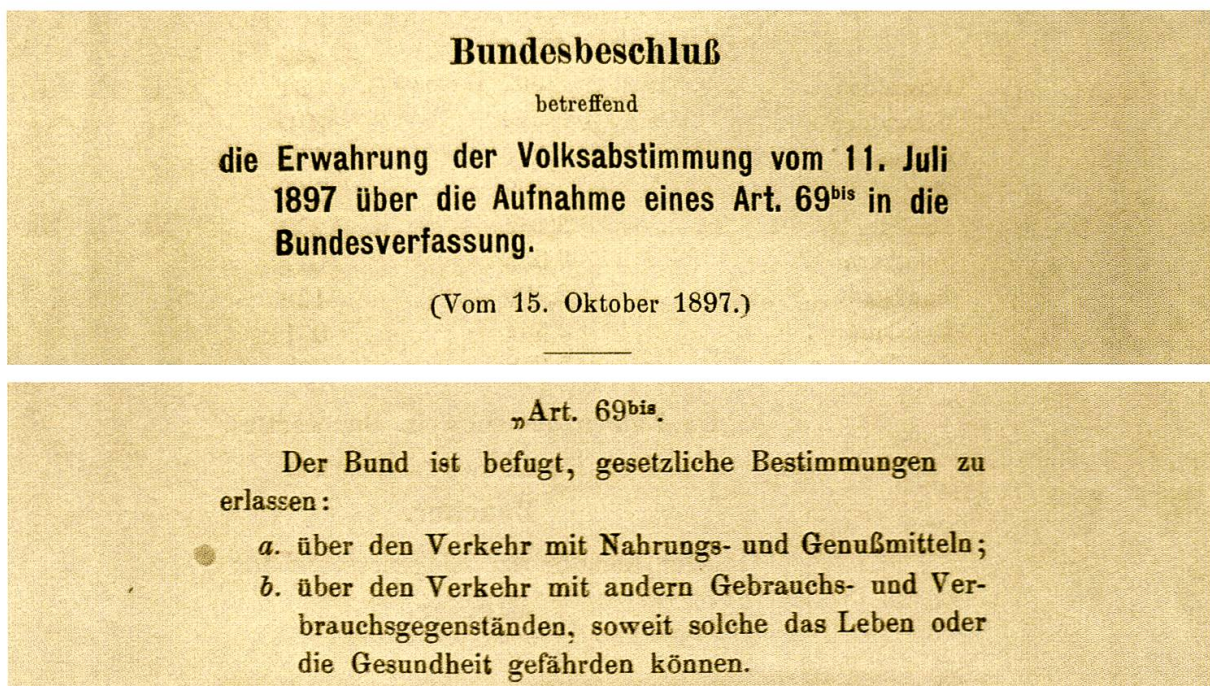 Bundesbeschluß
betreffend
die Erwahrung der Volksabstimmung vom 11. Juli
1897 über die Aufnahme eines Art. 69bis in die
Bundesverfassung.
(Vom 15. Oktober 1897.)
„Art. 69bis.
Der Bund ist befugt, gesetzliche Bestimmungen zu
erlassen:
a. über den Verkehr mit Nahrungs- und Genußmitteln;
b. über den Verkehr mit andern Gebrauchs- und Ver-
brauchsgegenständen, soweit solche das Leben oder
die Gesundheit gefährden können.